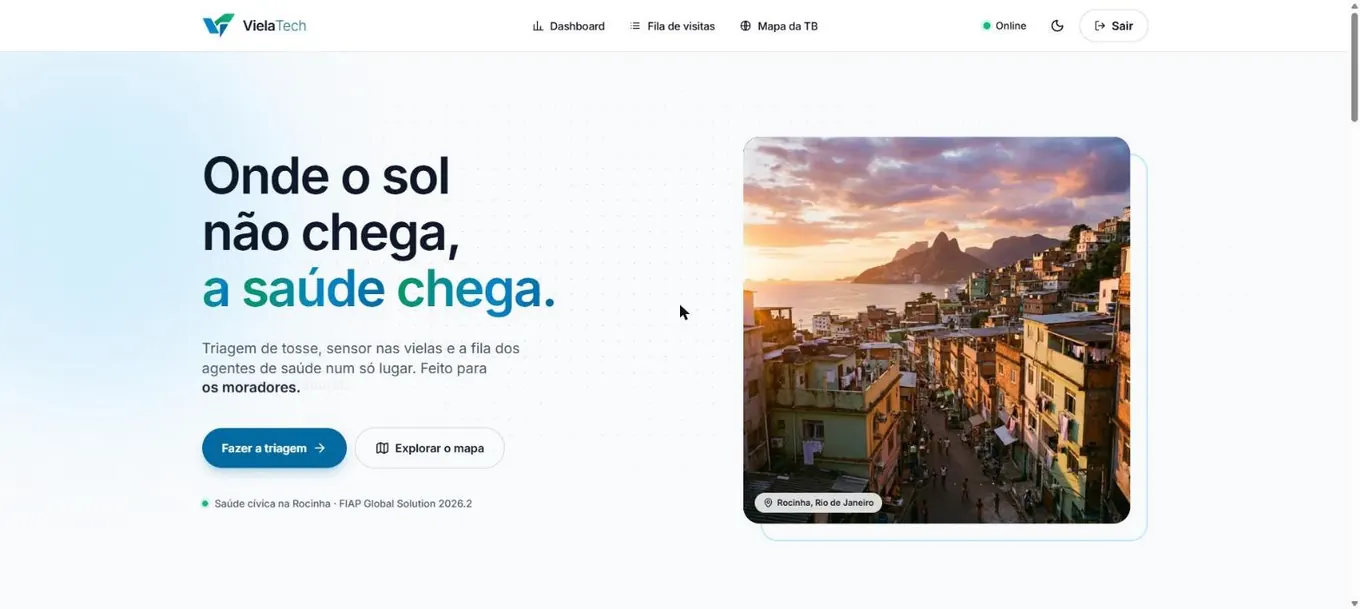 VielaTech
Dashboard
Fila de visitas
Mapa da TB
Online
Sair
Onde o sol
não chega,
a saúde chega.
Triagem de tosse, sensor nas vielas e a fila dos
agentes de saúde num só lugar. Feito para
os moradores.
Fazer a triagem →
Explorar o mapa
Saúde cívica na Rocinha · FIAP Global Solution 2026.2
Rocinha, Rio de Janeiro